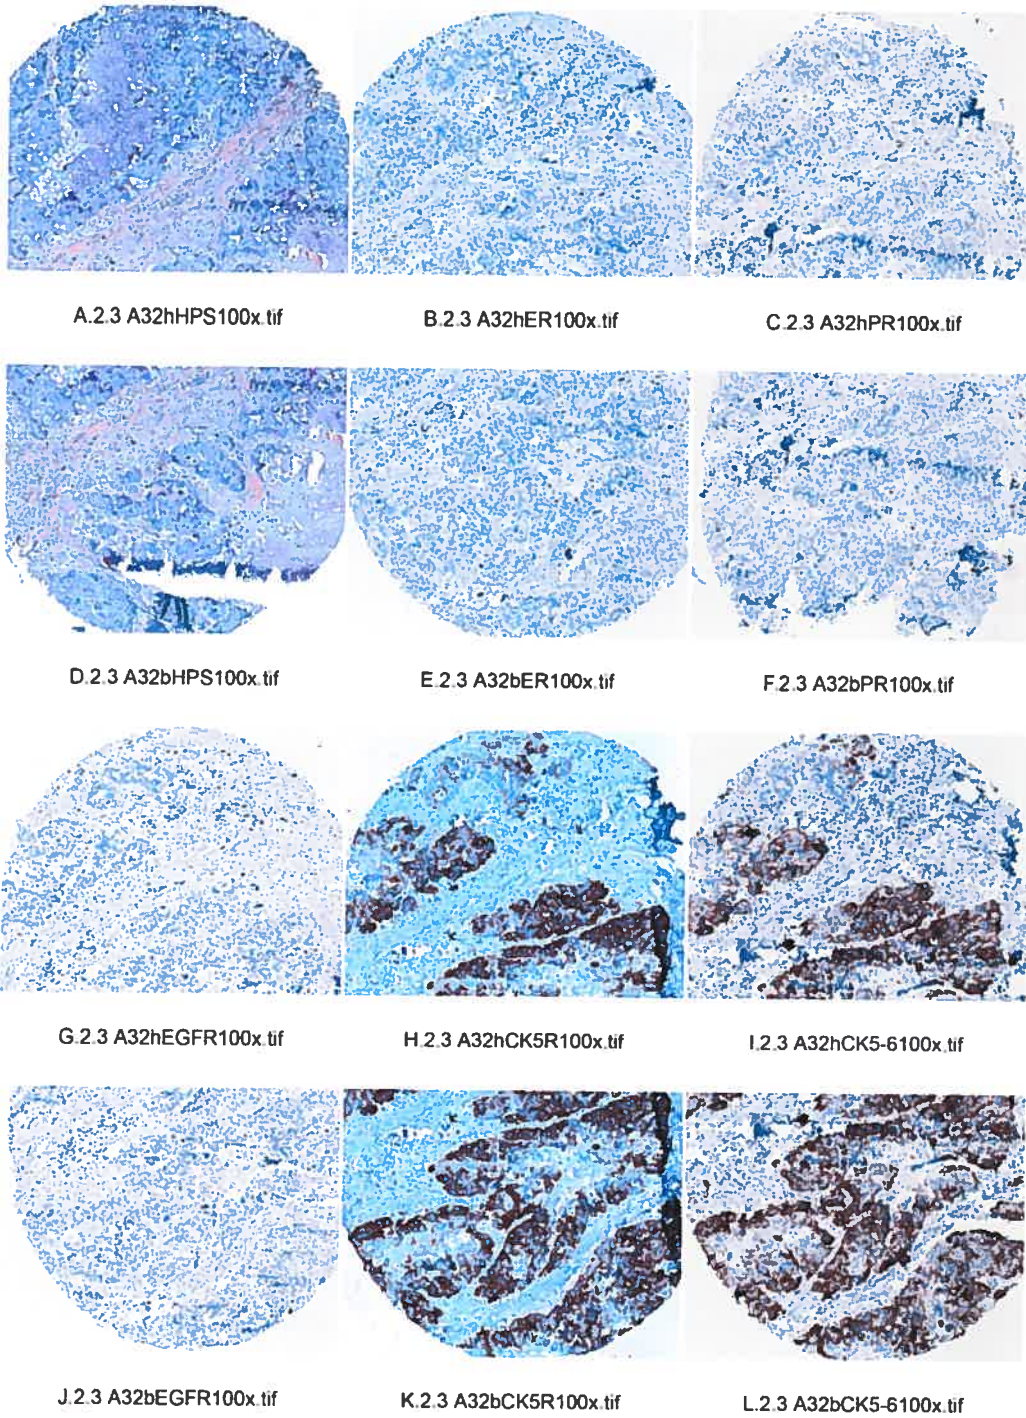 A.2.3 A32hHPS100x.tif
B.2.3 A32hER100x.tif
C.2.3 A32hPR100x.tif
D.2.3 A32bHPS100x.tif
E.2.3 A32bER100x.tif
F.2.3 A32bPR100x.tif
G.2.3 A32hEGFR100x.tif
H.2.3 A32hCK5R100x.tif
I.2.3 A32hCK5-6100x.tif
J.2.3 A32bEGFR100x.tif
K.2.3 A32bCK5R100x.tif
L.2.3 A32bCK5-6100x.tif